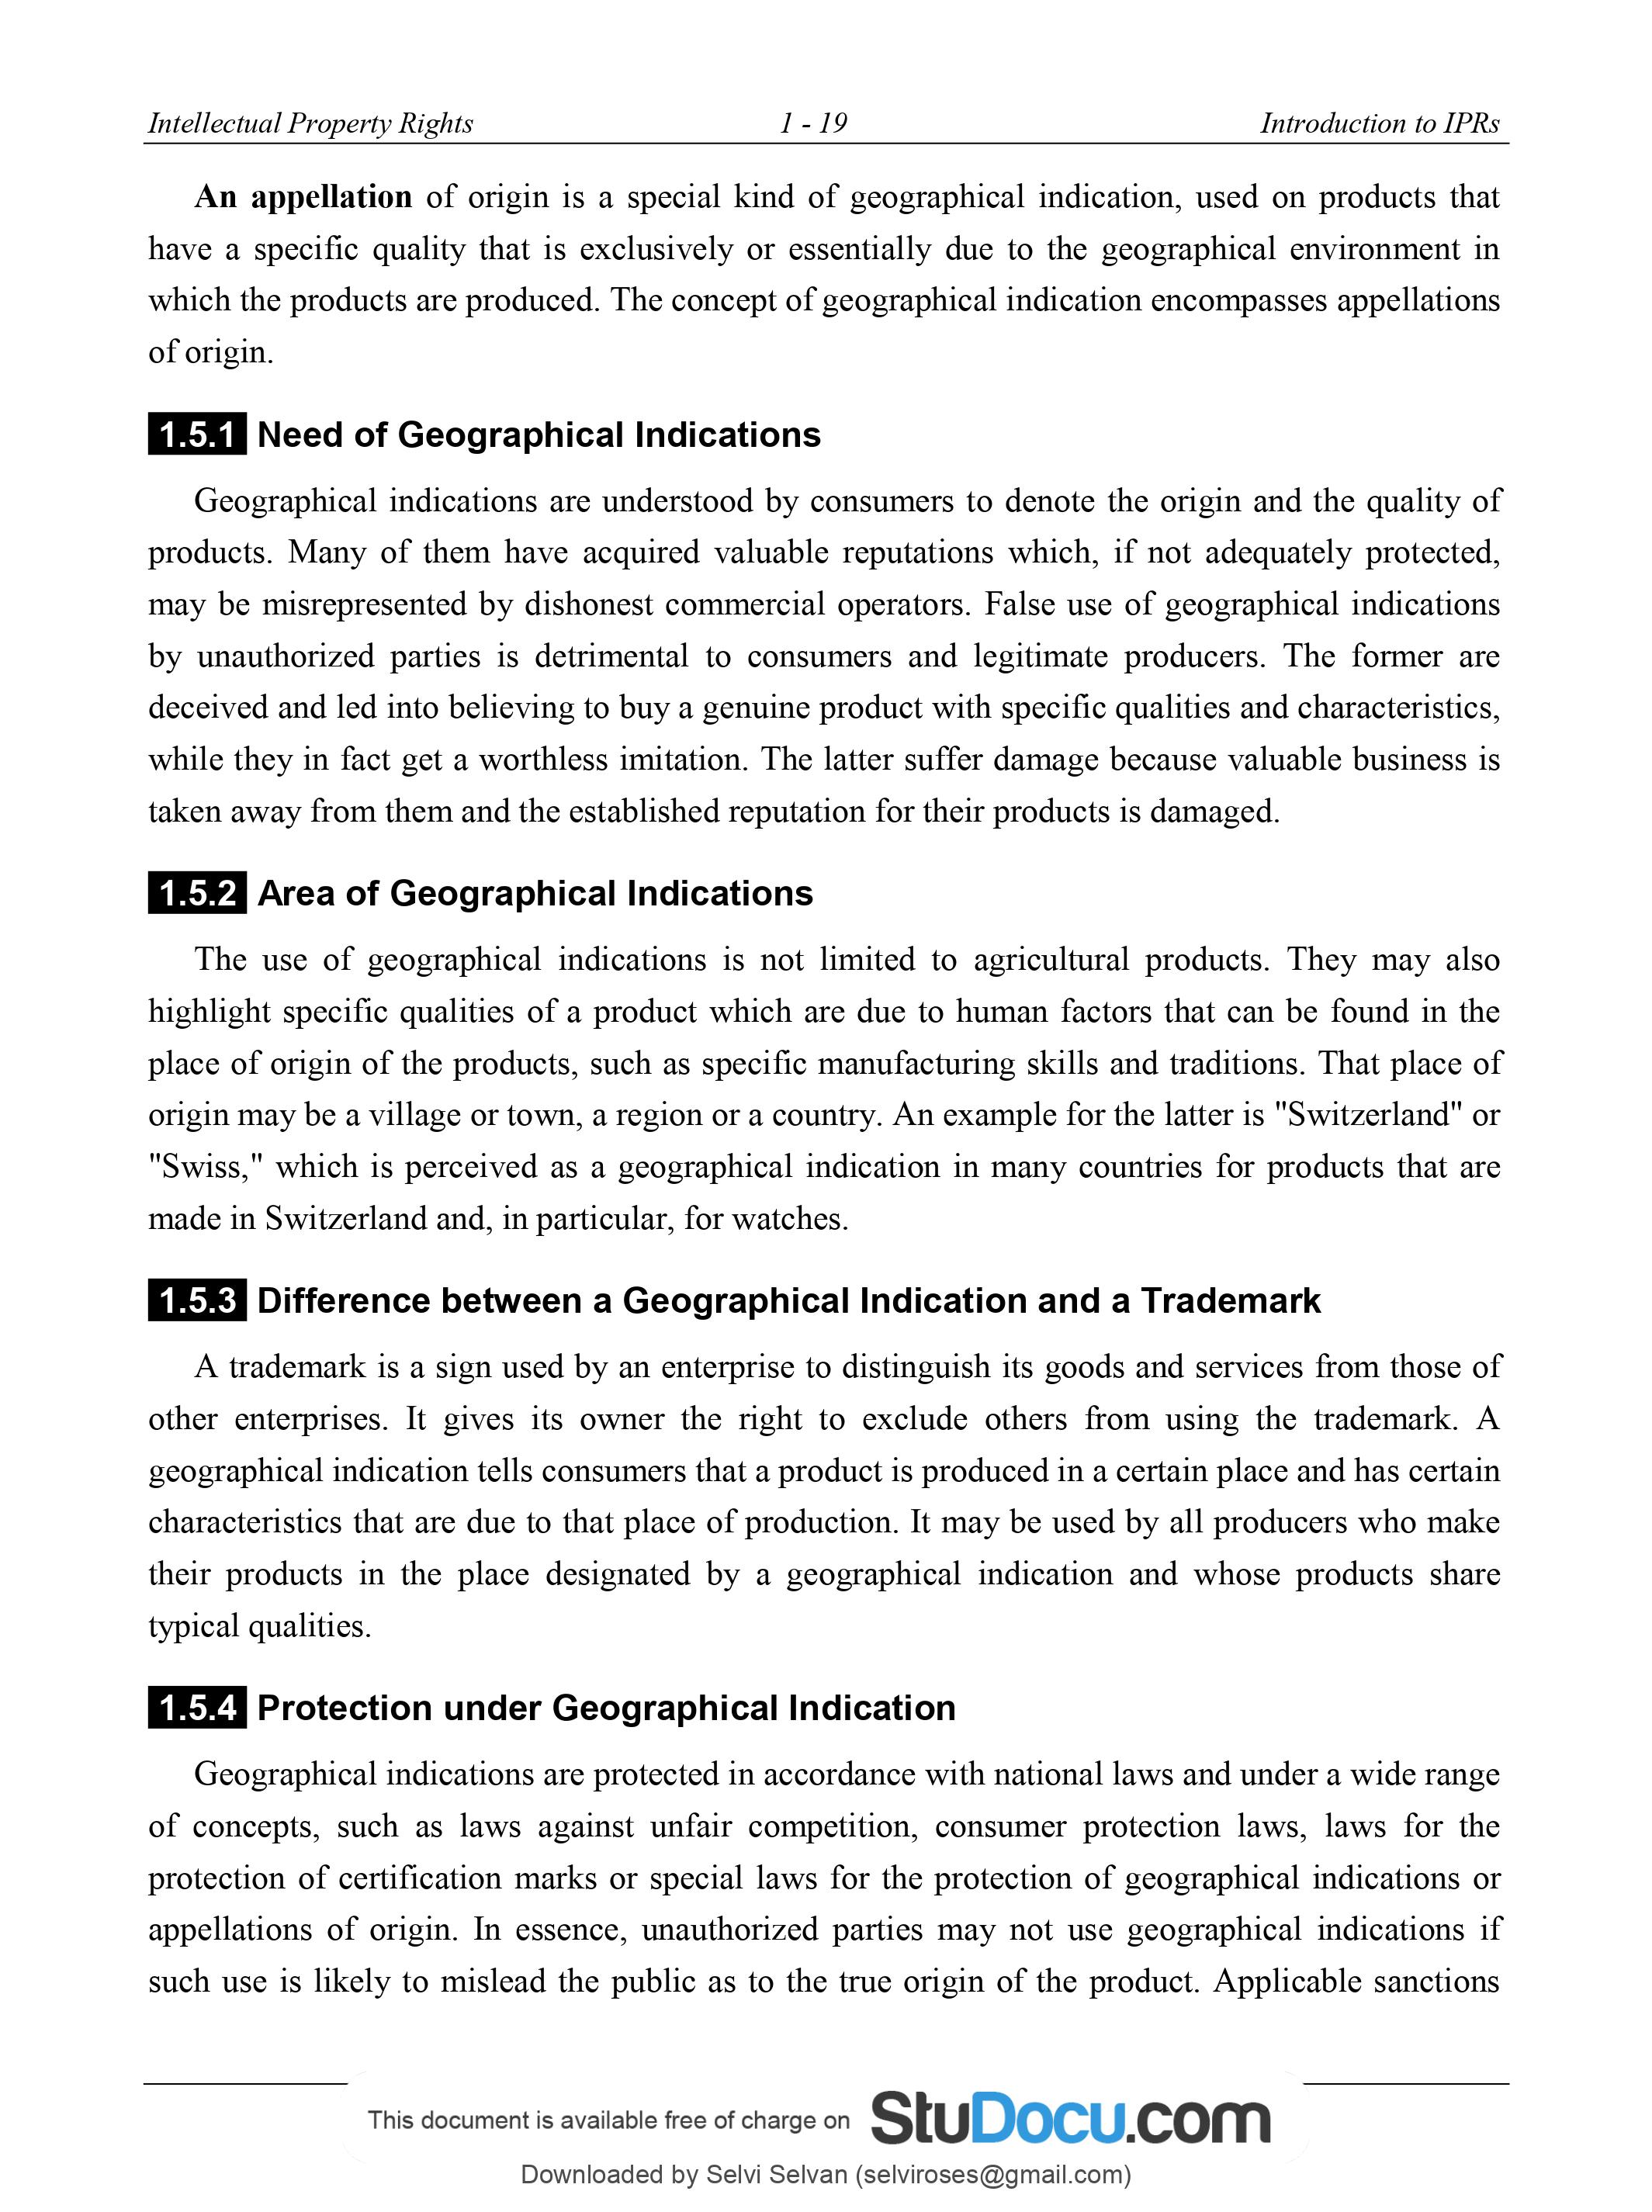 Intellectual Property Rights 1 - 19 Introduction to IPRs
An appellation of origin is a special kind of geographical indication, used on products that
have a specific quality that is exclusively or essentially due to the geographical environment in
which the products are produced. The concept of geographical indication encompasses appellations
of origin.
1.5.1 Need of Geographical Indications
Geographical indications are understood by consumers to denote the origin and the quality of
products. Many of them have acquired valuable reputations which, if not adequately protected,
may be misrepresented by dishonest commercial operators. False use of geographical indications
by unauthorized parties is detrimental to consumers and legitimate producers. The former are
deceived and led into believing to buy a genuine product with specific qualities and characteristics,
while they in fact get a worthless imitation. The latter suffer damage because valuable business is
taken away from them and the established reputation for their products is damaged.
1.5.2 Area of Geographical Indications
The use of geographical indications is not limited to agricultural products. They may also
highlight specific qualities of a product which are due to human factors that can be found in the
place of origin of the products, such as specific manufacturing skills and traditions. That place of
origin may be a village or town, a region or a country. An example for the latter is "Switzerland" or
"Swiss," which is perceived as a geographical indication in many countries for products that are
made in Switzerland and, in particular, for watches.
1.5.3 Difference between a Geographical Indication and a Trademark
A trademark is a sign used by an enterprise to distinguish its goods and services from those of
other enterprises. It gives its owner the right to exclude others from using the trademark. A
geographical indication tells consumers that a product is produced in a certain place and has certain
characteristics that are due to that place of production. It may be used by all producers who make
their products in the place designated by a geographical indication and whose products share
typical qualities.
1.5.4 Protection under Geographical Indication
Geographical indications are protected in accordance with national laws and under a wide range
of concepts, such as laws against unfair competition, consumer protection laws, laws for the
protection of certification marks or special laws for the protection of geographical indications or
appellations of origin. In essence, unauthorized parties may not use geographical indications if
such use is likely to mislead the public as to the true origin of the product. Applicable sanctions
This document is available free of charge on StuDocu.com
Downloaded by Selvi Selvan (selviroses@gmail.com)